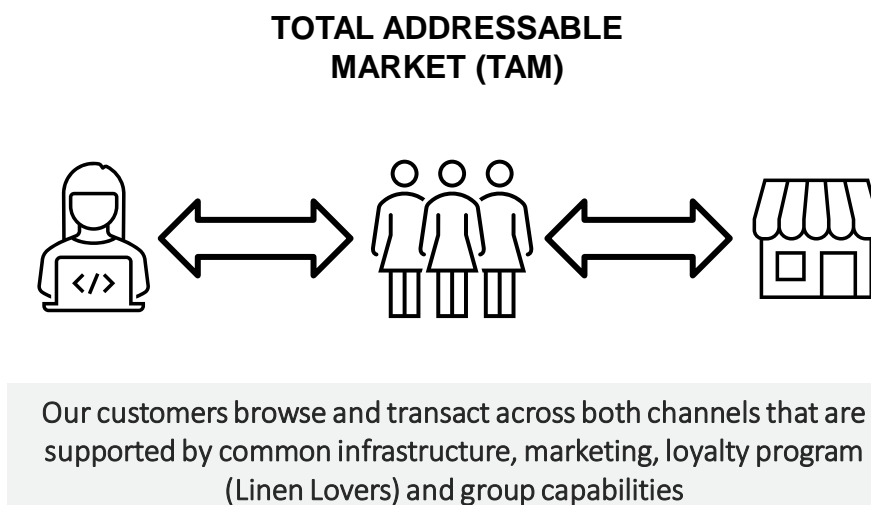 TOTAL ADDRESSABLE
MARKET (TAM)
</>
Our customers browse and transact across both channels that are
supported by common infrastructure, marketing, loyalty program
(Linen Lovers) and group capabilities